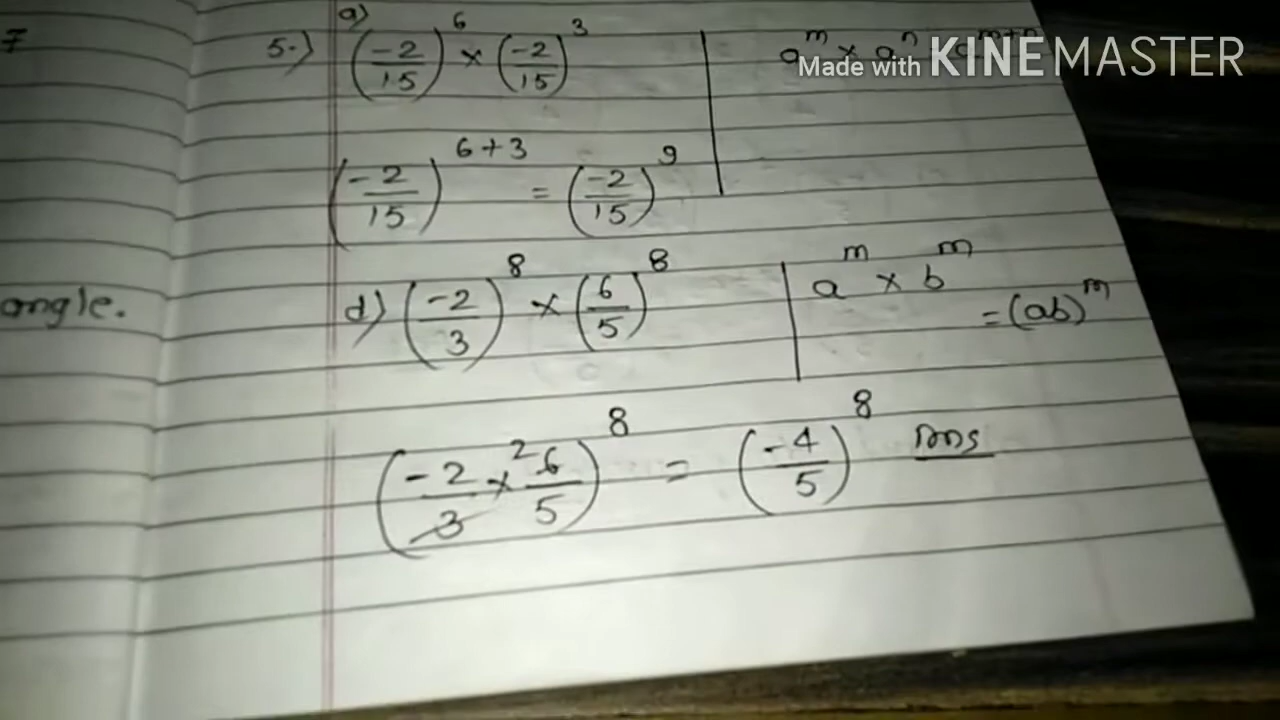 7
a)
5.) (-2/15)^6 × (-2/15)^3
a^m × a^n a^m+n
Made with KINEMASTER
(-2/15)^6+3 = (-2/15)^9
angle.
d) (-2/3)^8 × (6/5)^8
a^m × b^m
= (ab)^m
(-2/3 × 2 6/5)^8 = (-4/5)^8 Ans